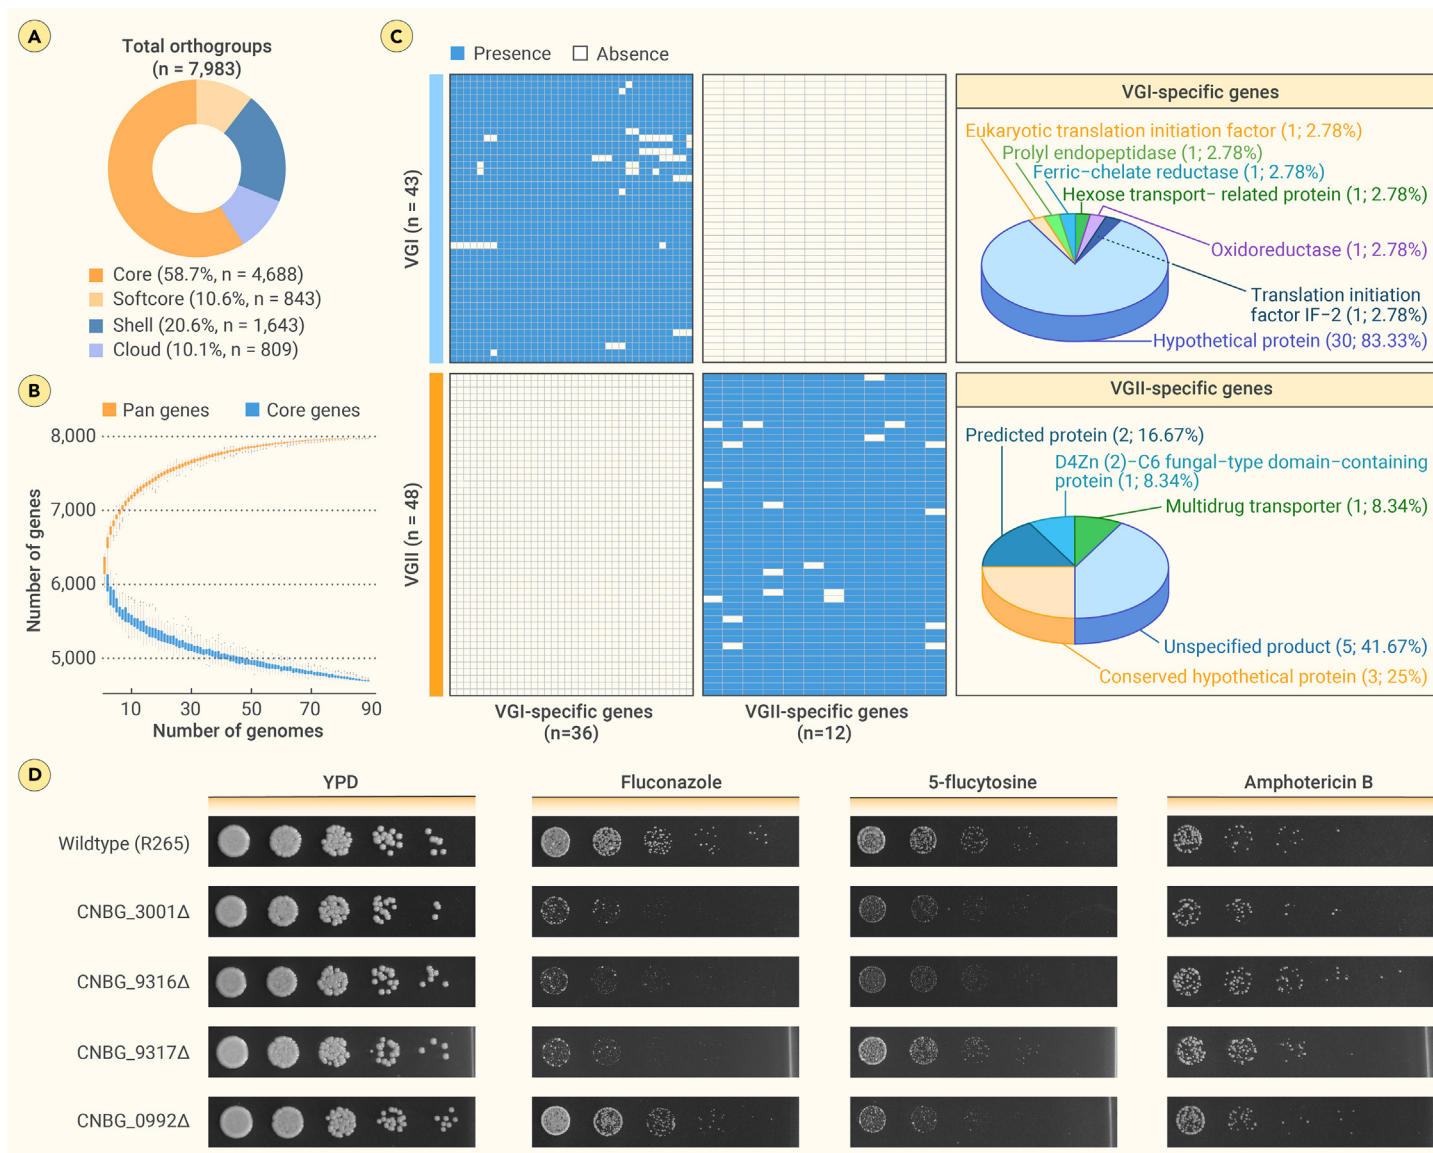 A
Total orthogroups
(n = 7,983)
Core (58.7%, n = 4,688)
Softcore (10.6%, n = 843)
Shell (20.6%, n = 1,643)
Cloud (10.1%, n = 809)
B
Pan genes
Core genes
8,000
7,000
6,000
5,000
Number of genes
10 30 50 70 90
Number of genomes
C
Presence
Absence
VGI (n = 43)
VGII (n = 48)
VGI-specific genes
(n=36)
VGII-specific genes
(n=12)
VGI-specific genes
Eukaryotic translation initiation factor (1; 2.78%)
Prolyl endopeptidase (1; 2.78%)
Ferric-chelate reductase (1; 2.78%)
Hexose transport- related protein (1; 2.78%)
Oxidoreductase (1; 2.78%)
Translation initiation
factor IF-2 (1; 2.78%)
Hypothetical protein (30; 83.33%)
VGII-specific genes
Predicted protein (2; 16.67%)
D4Zn (2)-C6 fungal-type domain-containing
protein (1; 8.34%)
Multidrug transporter (1; 8.34%)
Unspecified product (5; 41.67%)
Conserved hypothetical protein (3; 25%)
D
YPD
Fluconazole
5-flucytosine
Amphotericin B
Wildtype (R265)
CNBG_3001Δ
CNBG_9316Δ
CNBG_9317Δ
CNBG_0992Δ